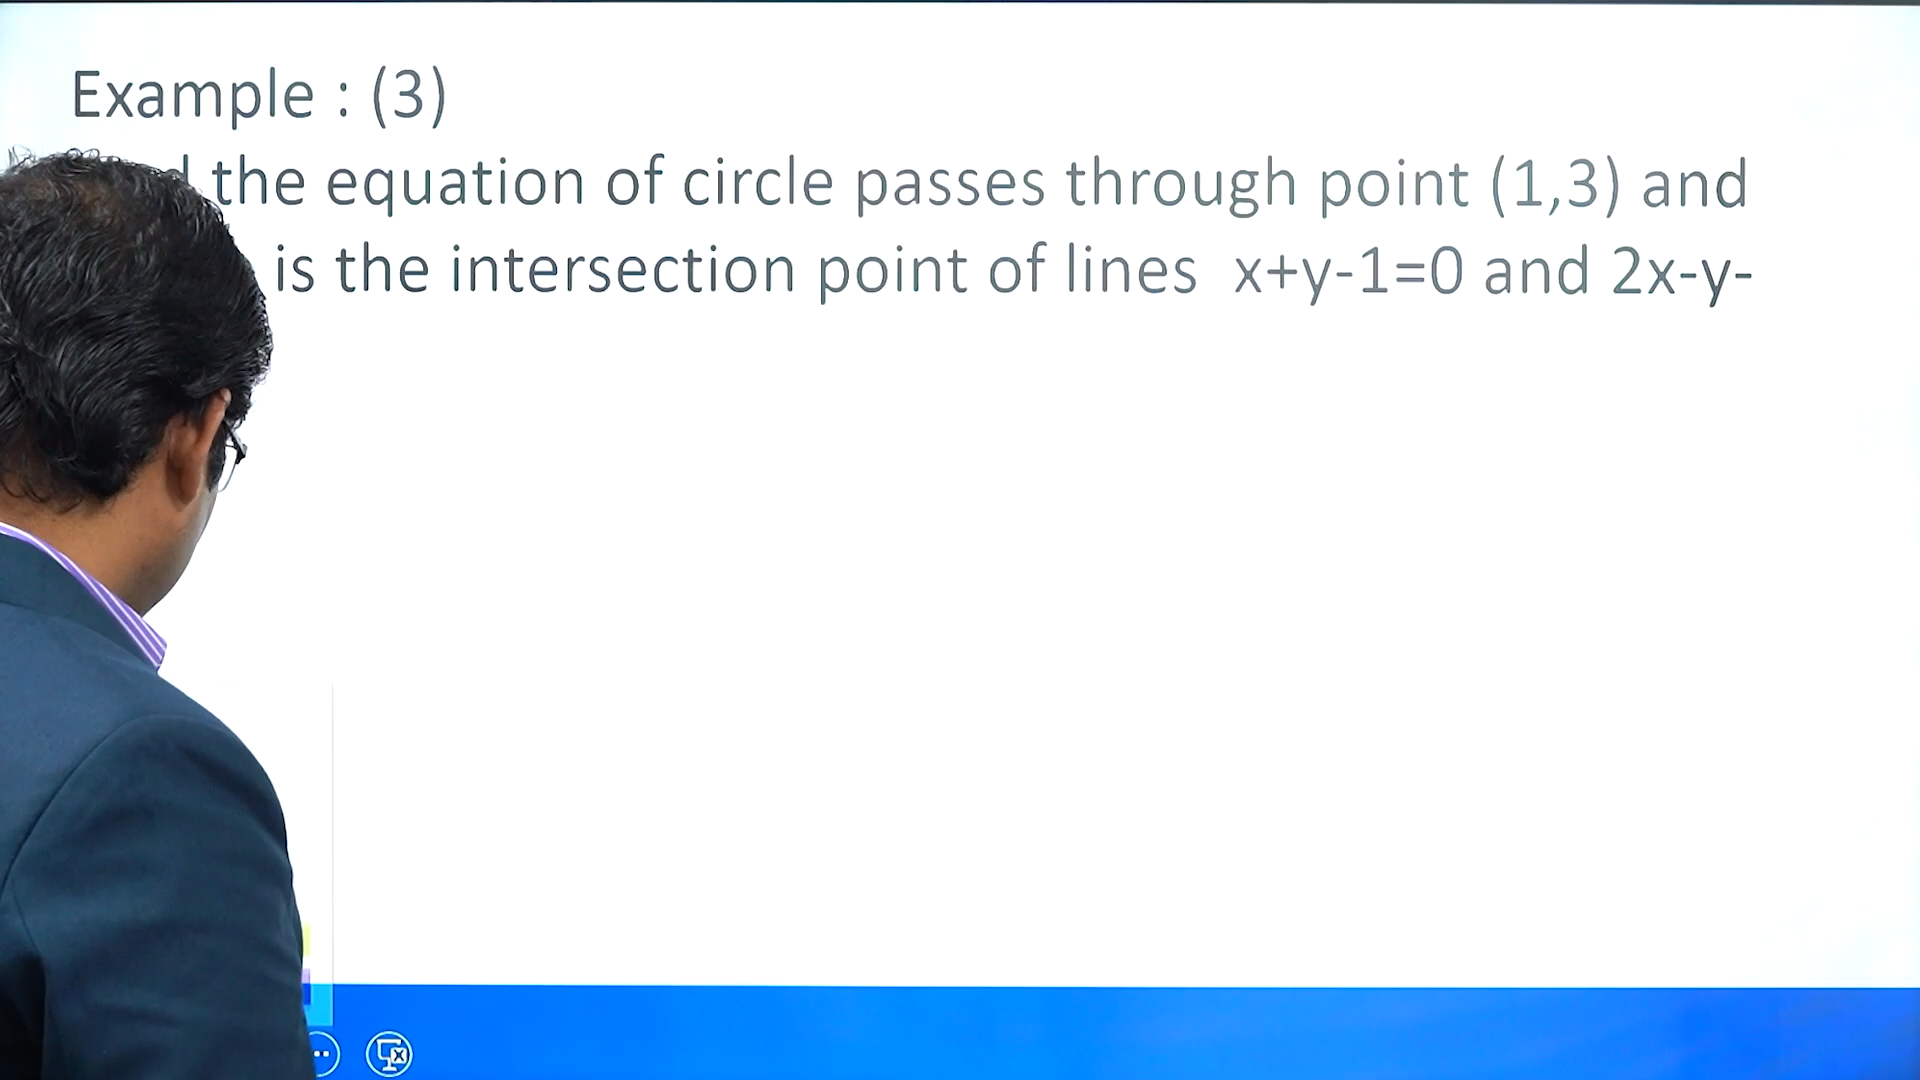 Example : (3)
the equation of circle passes through point (1,3) and
is the intersection point of lines x+y-1=0 and 2x-y-